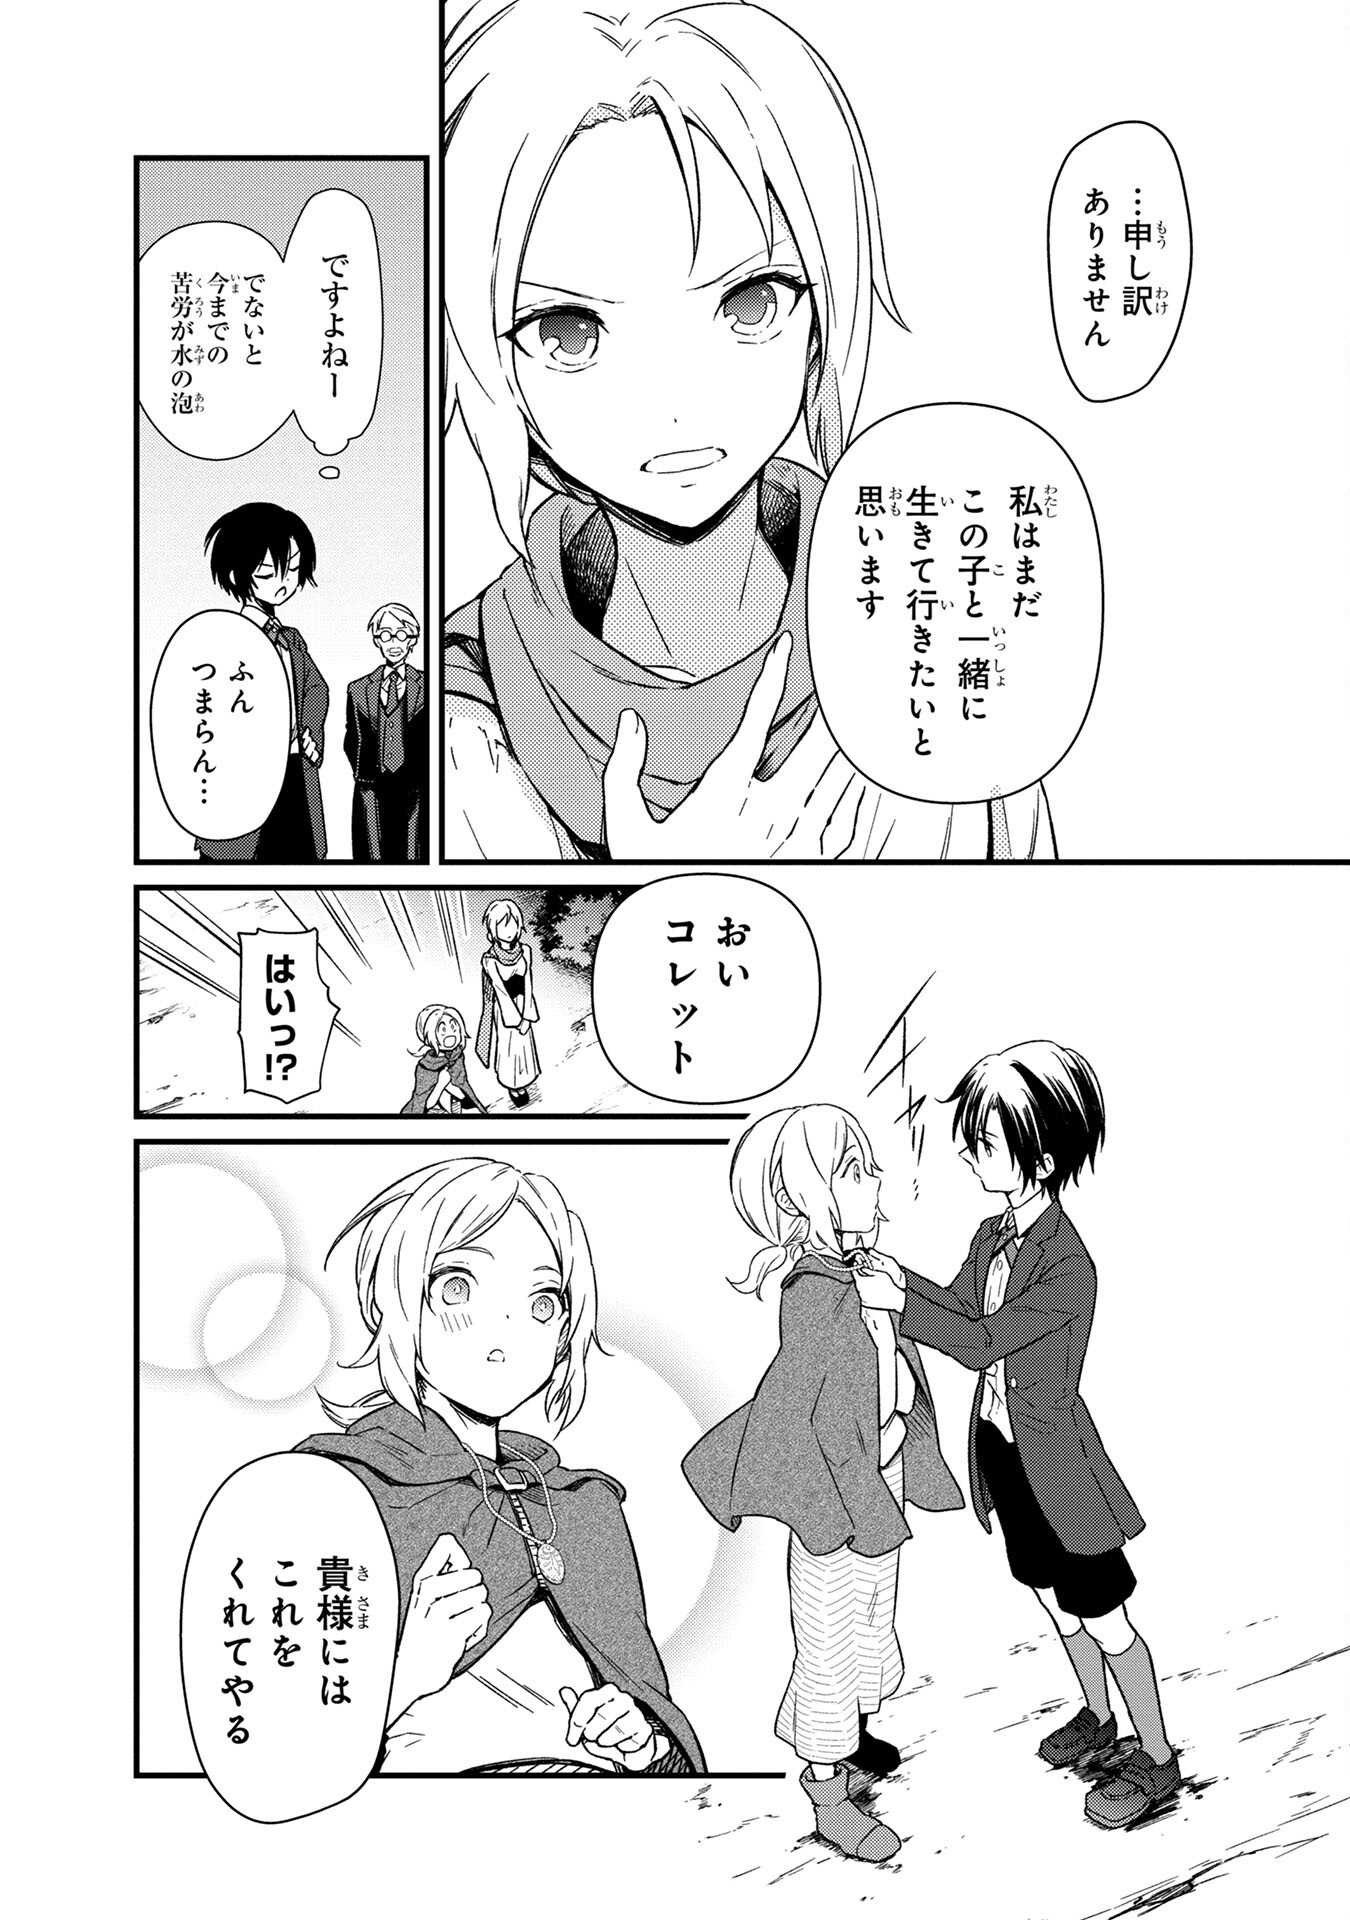 …申し訳
ありません
私はまだ
この子と一緒に
生きて行きたいと
思います
ですよねー
でないと
今までの
苦労が水の泡
ふん
つまらん…
おい
コレット
はいっ!?
貴様には
これを
くれてやる